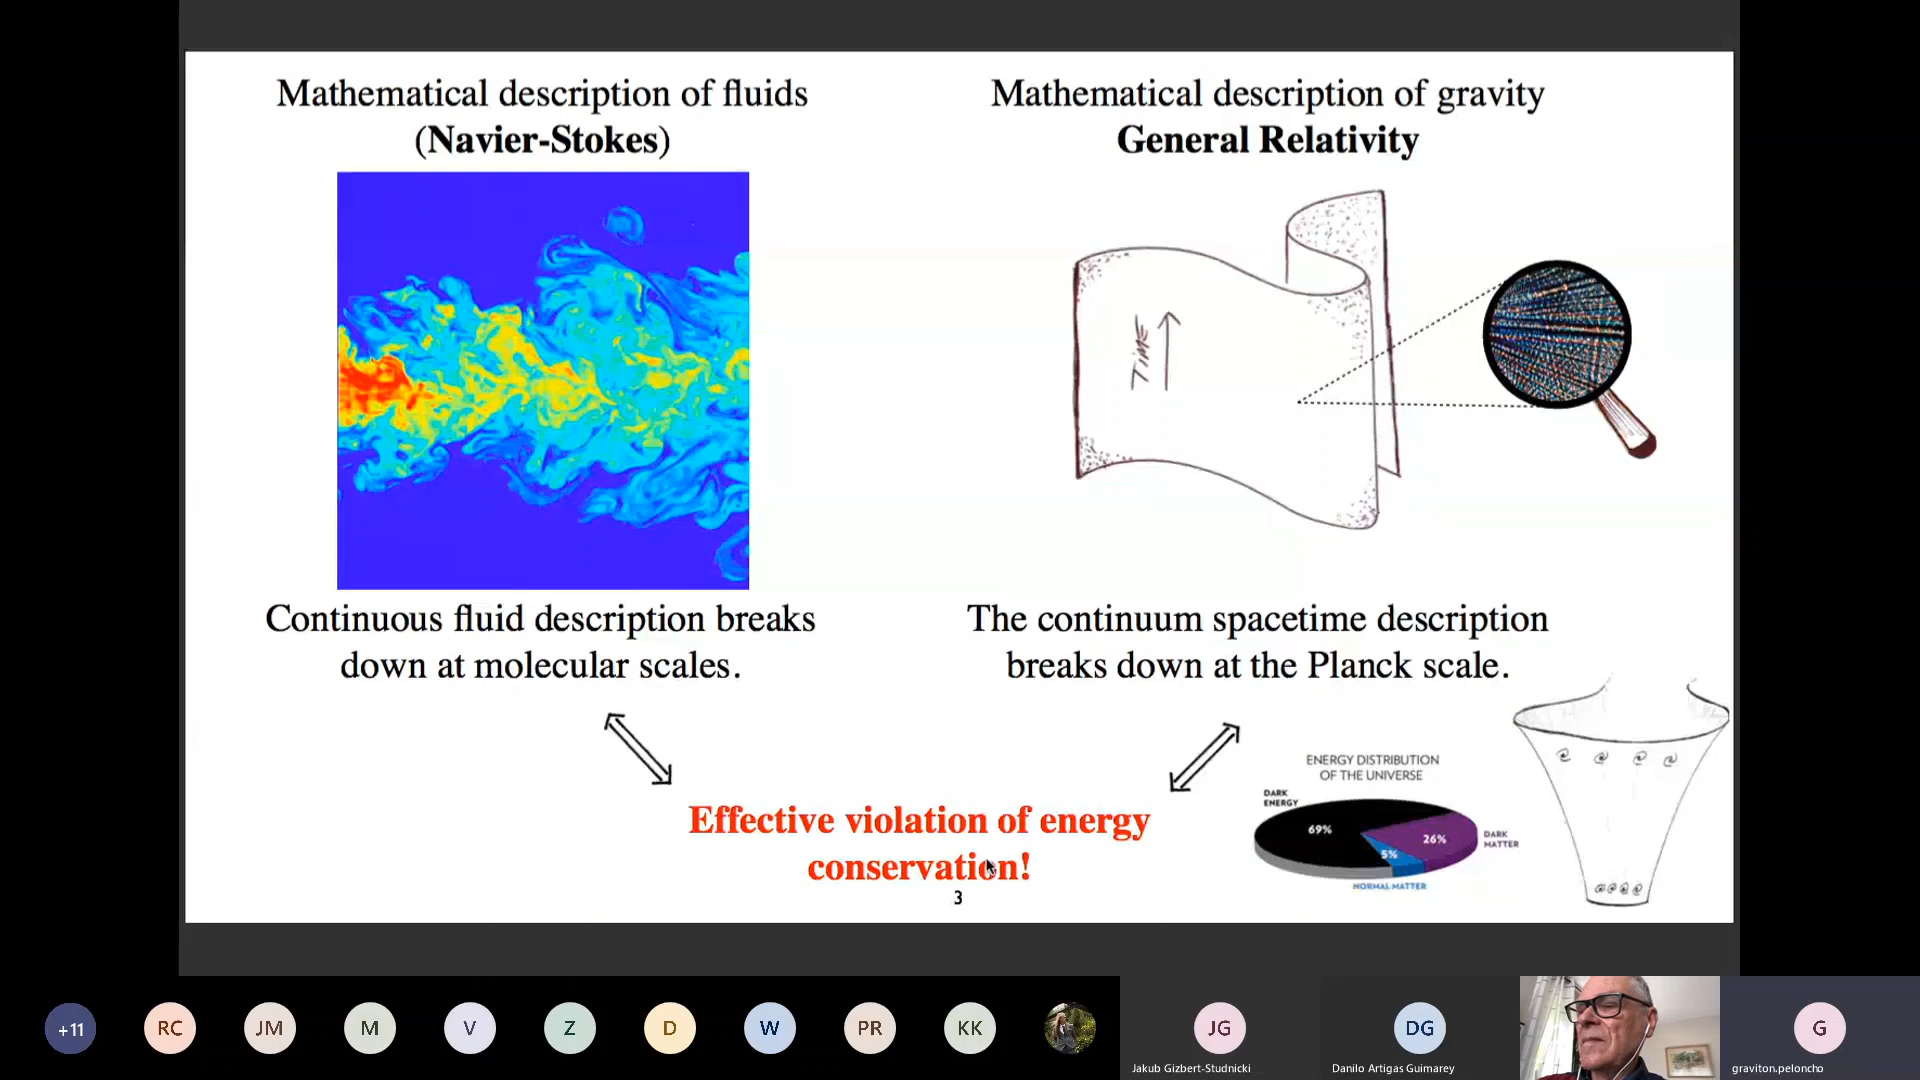 Mathematical description of fluids
(Navier-Stokes)
Mathematical description of gravity
General Relativity
TIME
Continuous fluid description breaks
down at molecular scales.
The continuum spacetime description
breaks down at the Planck scale.
Effective violation of energy
conservation!
3
ENERGY DISTRIBUTION
OF THE UNIVERSE
DARK
ENERGY
69%
26%
5%
DARK
MATTER
NORMAL MATTER
+11
RC
JM
M
V
Z
D
W
PR
KK
JG
Jakub Gizbert-Studnicki
DG
Danilo Artigas Guimarey
G
graviton.peloncho